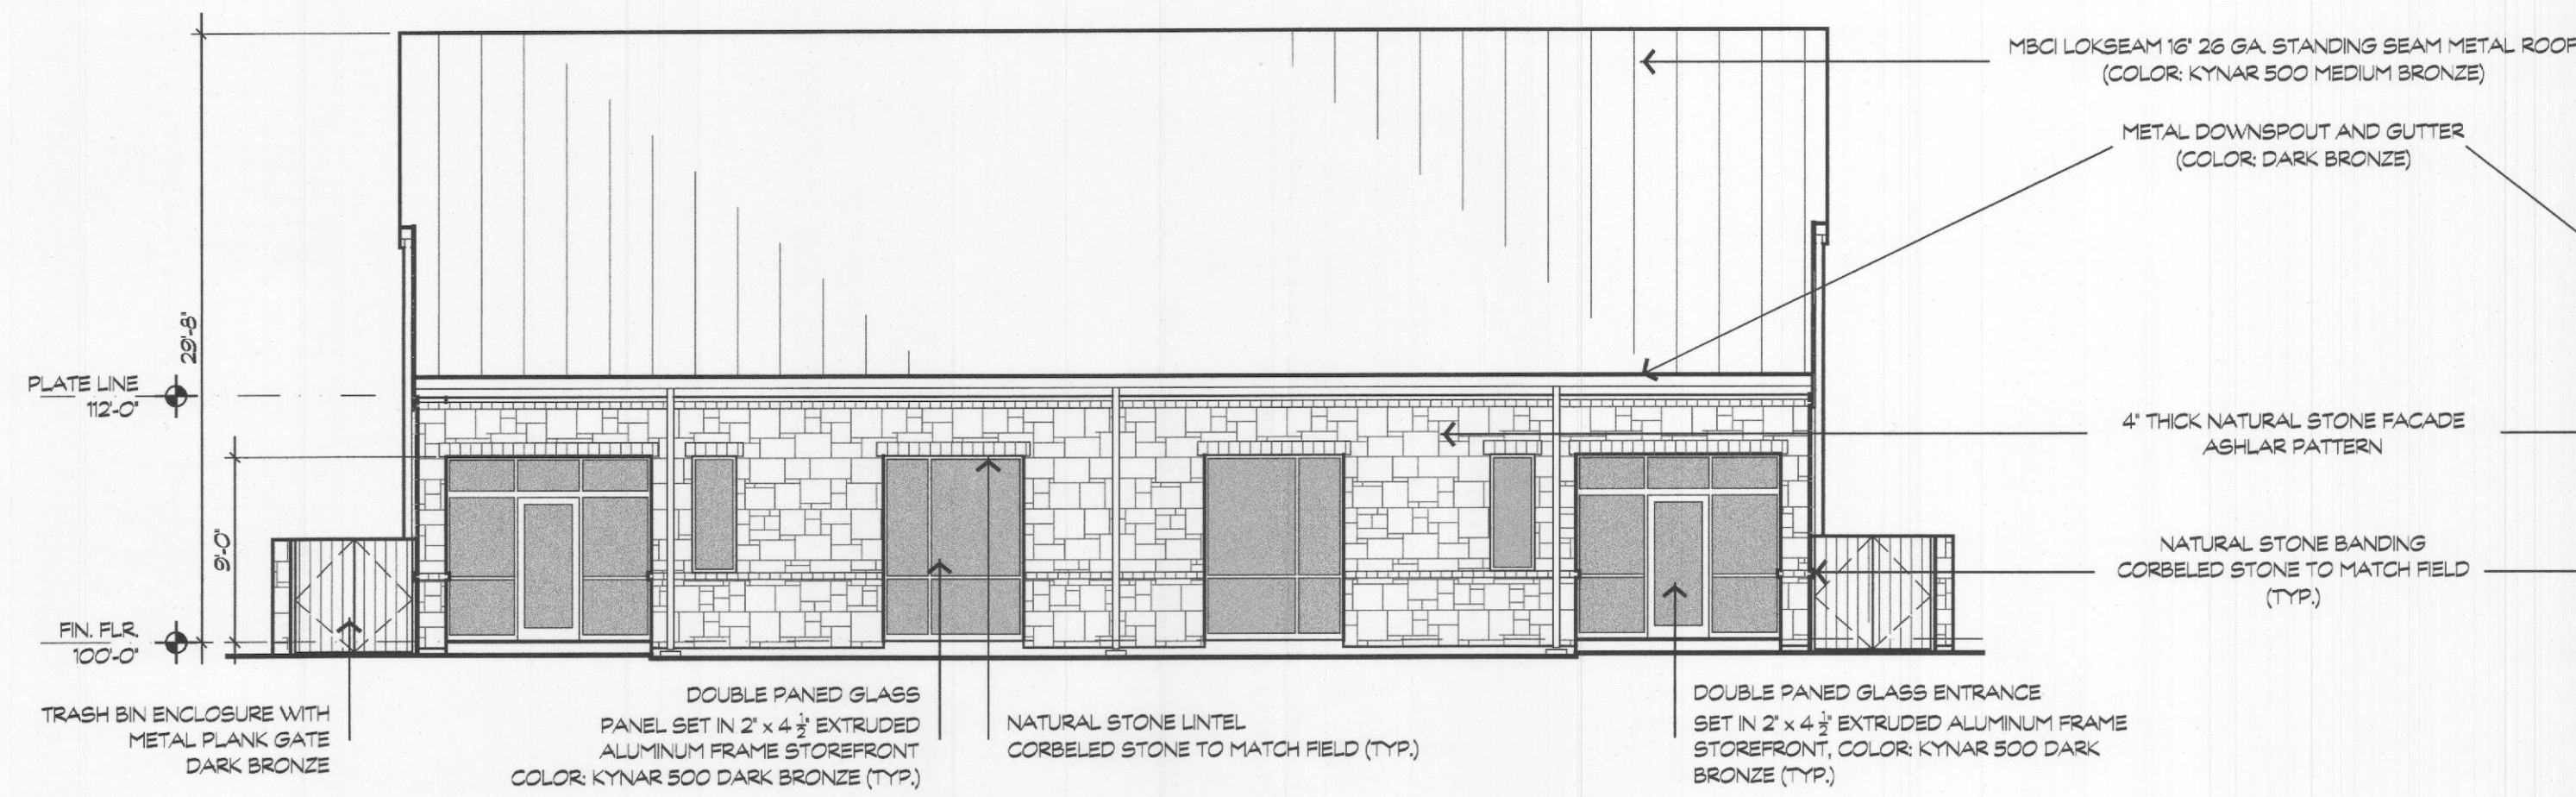 MBCI LOKSEAM 16" 26 GA. STANDING SEAM METAL ROOF
(COLOR: KYNAR 500 MEDIUM BRONZE)
METAL DOWNSPOUT AND GUTTER
(COLOR: DARK BRONZE)
29'-8"
PLATE LINE
112'-0"
4" THICK NATURAL STONE FACADE
ASHLAR PATTERN
9'-0"
NATURAL STONE BANDING
CORBELED STONE TO MATCH FIELD
(TYP.)
FIN. FLR.
100'-0"
TRASH BIN ENCLOSURE WITH
METAL PLANK GATE
DARK BRONZE
DOUBLE PANED GLASS
PANEL SET IN 2" x 4 1/2" EXTRUDED
ALUMINUM FRAME STOREFRONT
COLOR: KYNAR 500 DARK BRONZE (TYP.)
NATURAL STONE LINTEL
CORBELED STONE TO MATCH FIELD (TYP.)
DOUBLE PANED GLASS ENTRANCE
SET IN 2" x 4 1/2" EXTRUDED ALUMINUM FRAME
STOREFRONT, COLOR: KYNAR 500 DARK
BRONZE (TYP.)